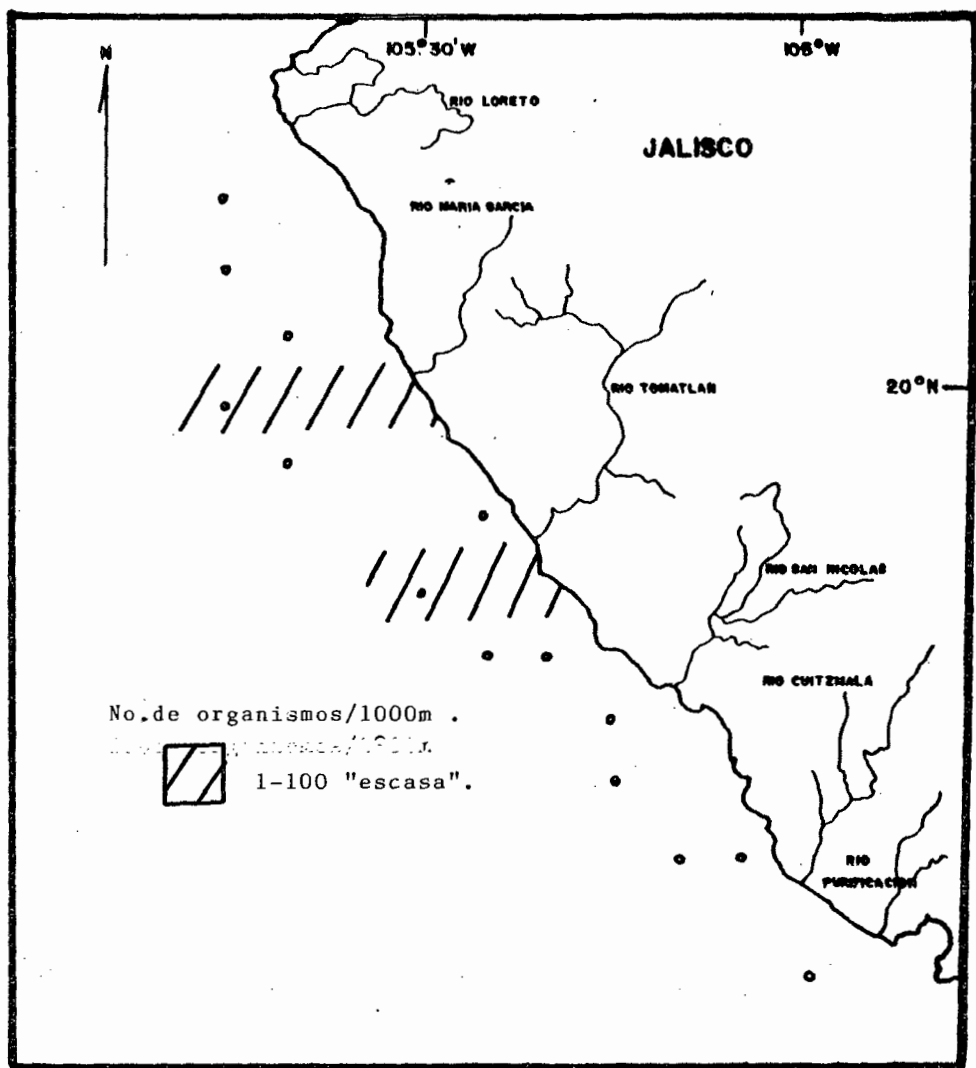 N
105°30'W
105°W
RIO LORETO
JALISCO
RIO MARIA GARCIA
RIO TOMATLAN
20°N
RIO SAN NICOLAS
RIO CUITZMALA
No.de organismos/1000m .
1-100 "escasa".
RIO
PURIFICACION